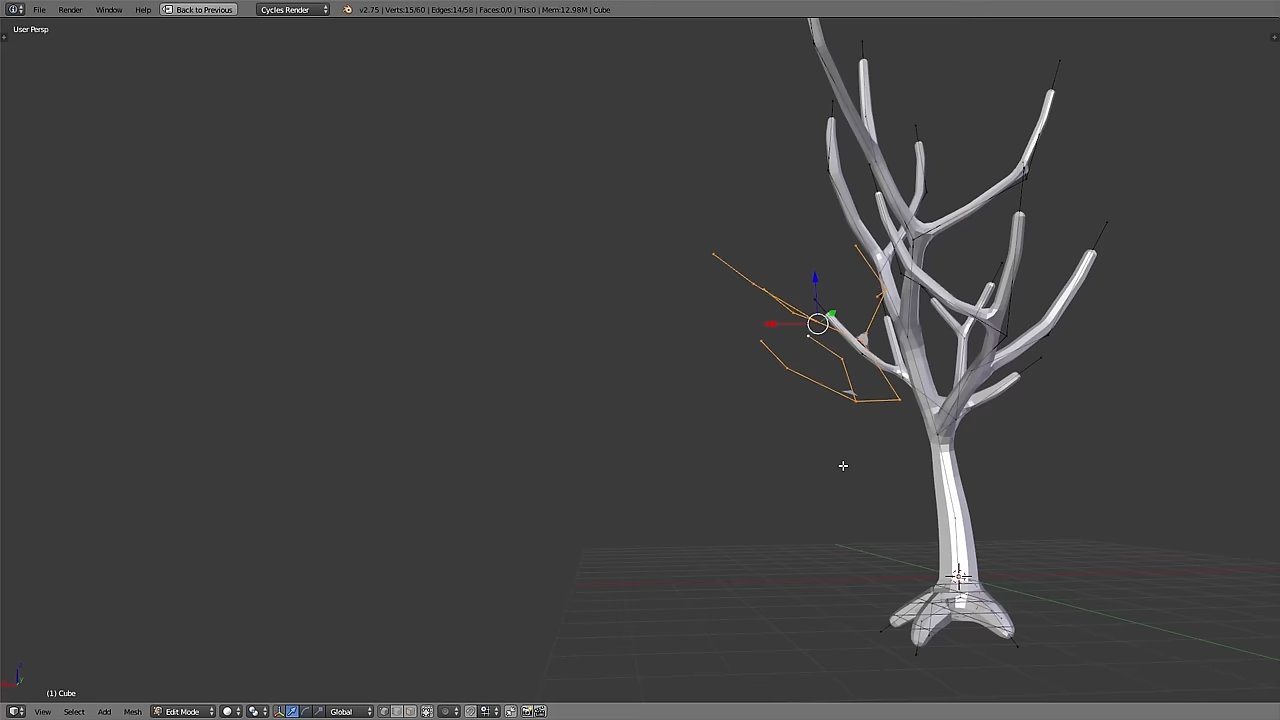 File Render Window Help Back to Previous Cycles Render v2.75 | Verts:15/60 | Edges:14/58 | Faces:0/0 | Tris:0 | Mem:12.98M | Cube
User Persp
(1) Cube
View Select Add Mesh Edit Mode Global